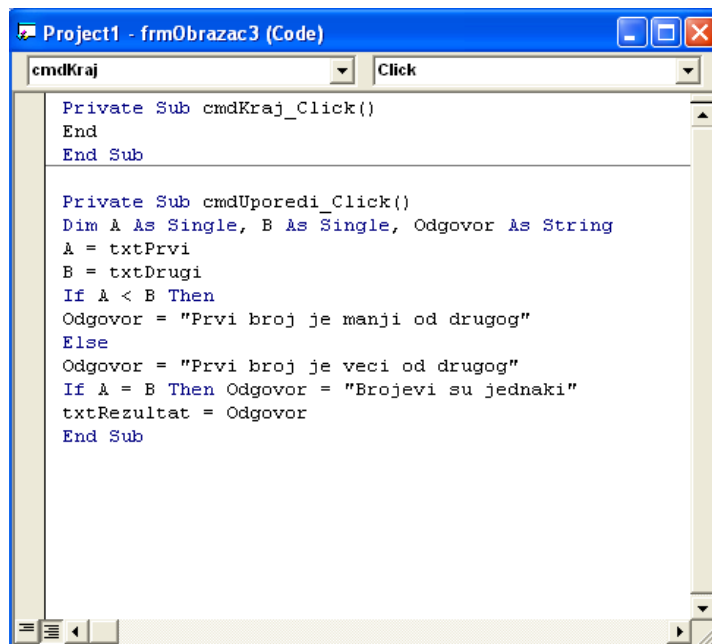 Project1 - frmObrazac3 (Code)
cmdKraj Click
Private Sub cmdKraj_Click()
End
End Sub
Private Sub cmdUporedi_Click()
Dim A As Single, B As Single, Odgovor As String
A = txtPrvi
B = txtDrugi
If A < B Then
Odgovor = "Prvi broj je manji od drugog"
Else
Odgovor = "Prvi broj je veci od drugog"
If A = B Then Odgovor = "Brojevi su jednaki"
txtRezultat = Odgovor
End Sub